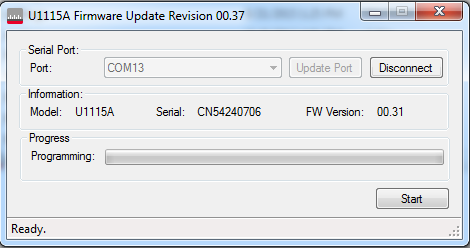 U1115A Firmware Update Revision 00.37
Serial Port:
Port: COM13 Update Port Disconnect
Information:
Model: U1115A Serial: CN54240706 FW Version: 00.31
Progress
Programming:
Start
Ready.